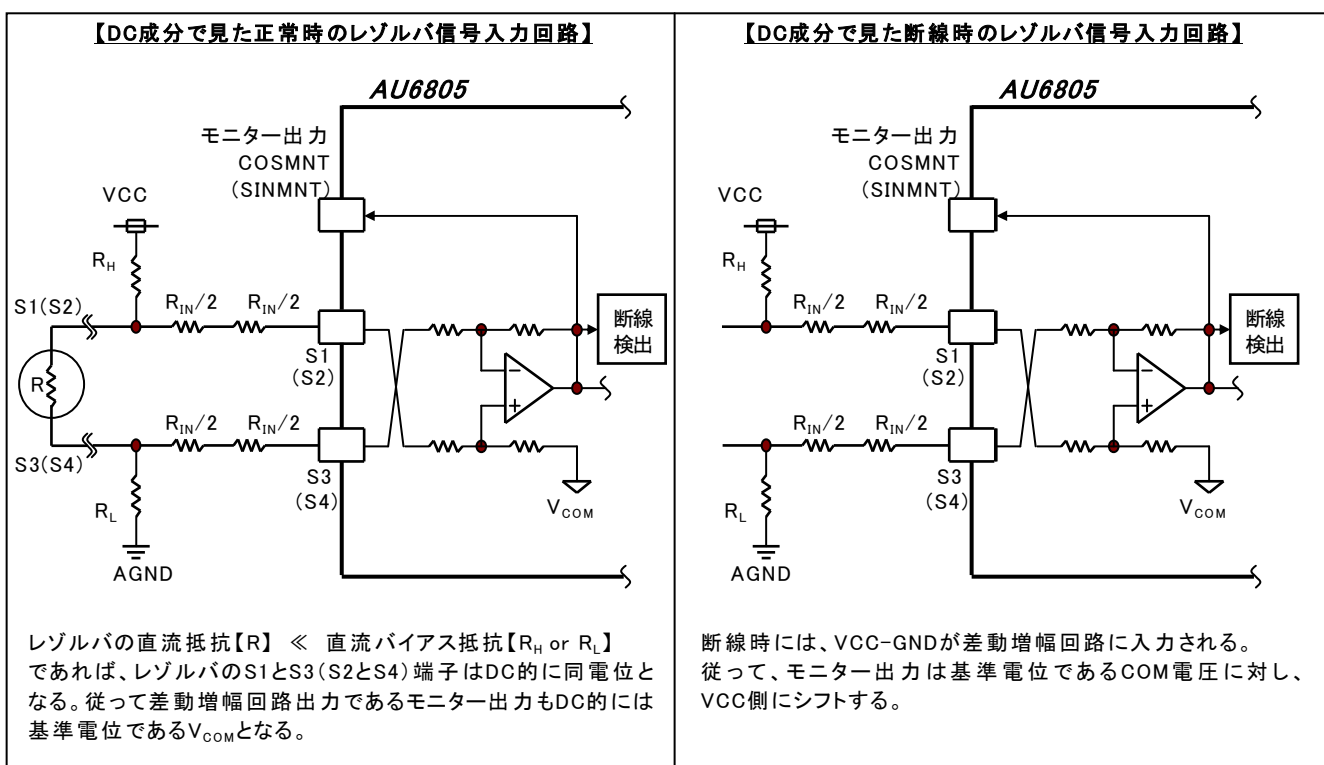 【DC成分で見た正常時のレゾルバ信号入力回路】
AU6805
モニター出力
COSMNT
(SINMNT)
VCC
RH
S1(S2)
RIN/2
RIN/2
S1
(S2)
断線
検出
R
−
+
RIN/2
RIN/2
S3(S4)
S3
(S4)
RL
VCOM
AGND
レゾルバの直流抵抗【R】 ≪ 直流バイアス抵抗【RH or RL】
であれば、レゾルバのS1とS3(S2とS4)端子はDC的に同電位と
なる。従って差動増幅回路出力であるモニター出力もDC的には
基準電位であるVCOMとなる。
【DC成分で見た断線時のレゾルバ信号入力回路】
AU6805
モニター出力
COSMNT
(SINMNT)
VCC
RH
RIN/2
RIN/2
S1
(S2)
断線
検出
−
+
RIN/2
RIN/2
S3
(S4)
RL
VCOM
AGND
断線時には、VCC-GNDが差動増幅回路に入力される。
従って、モニター出力は基準電位であるCOM電圧に対し、
VCC側にシフトする。